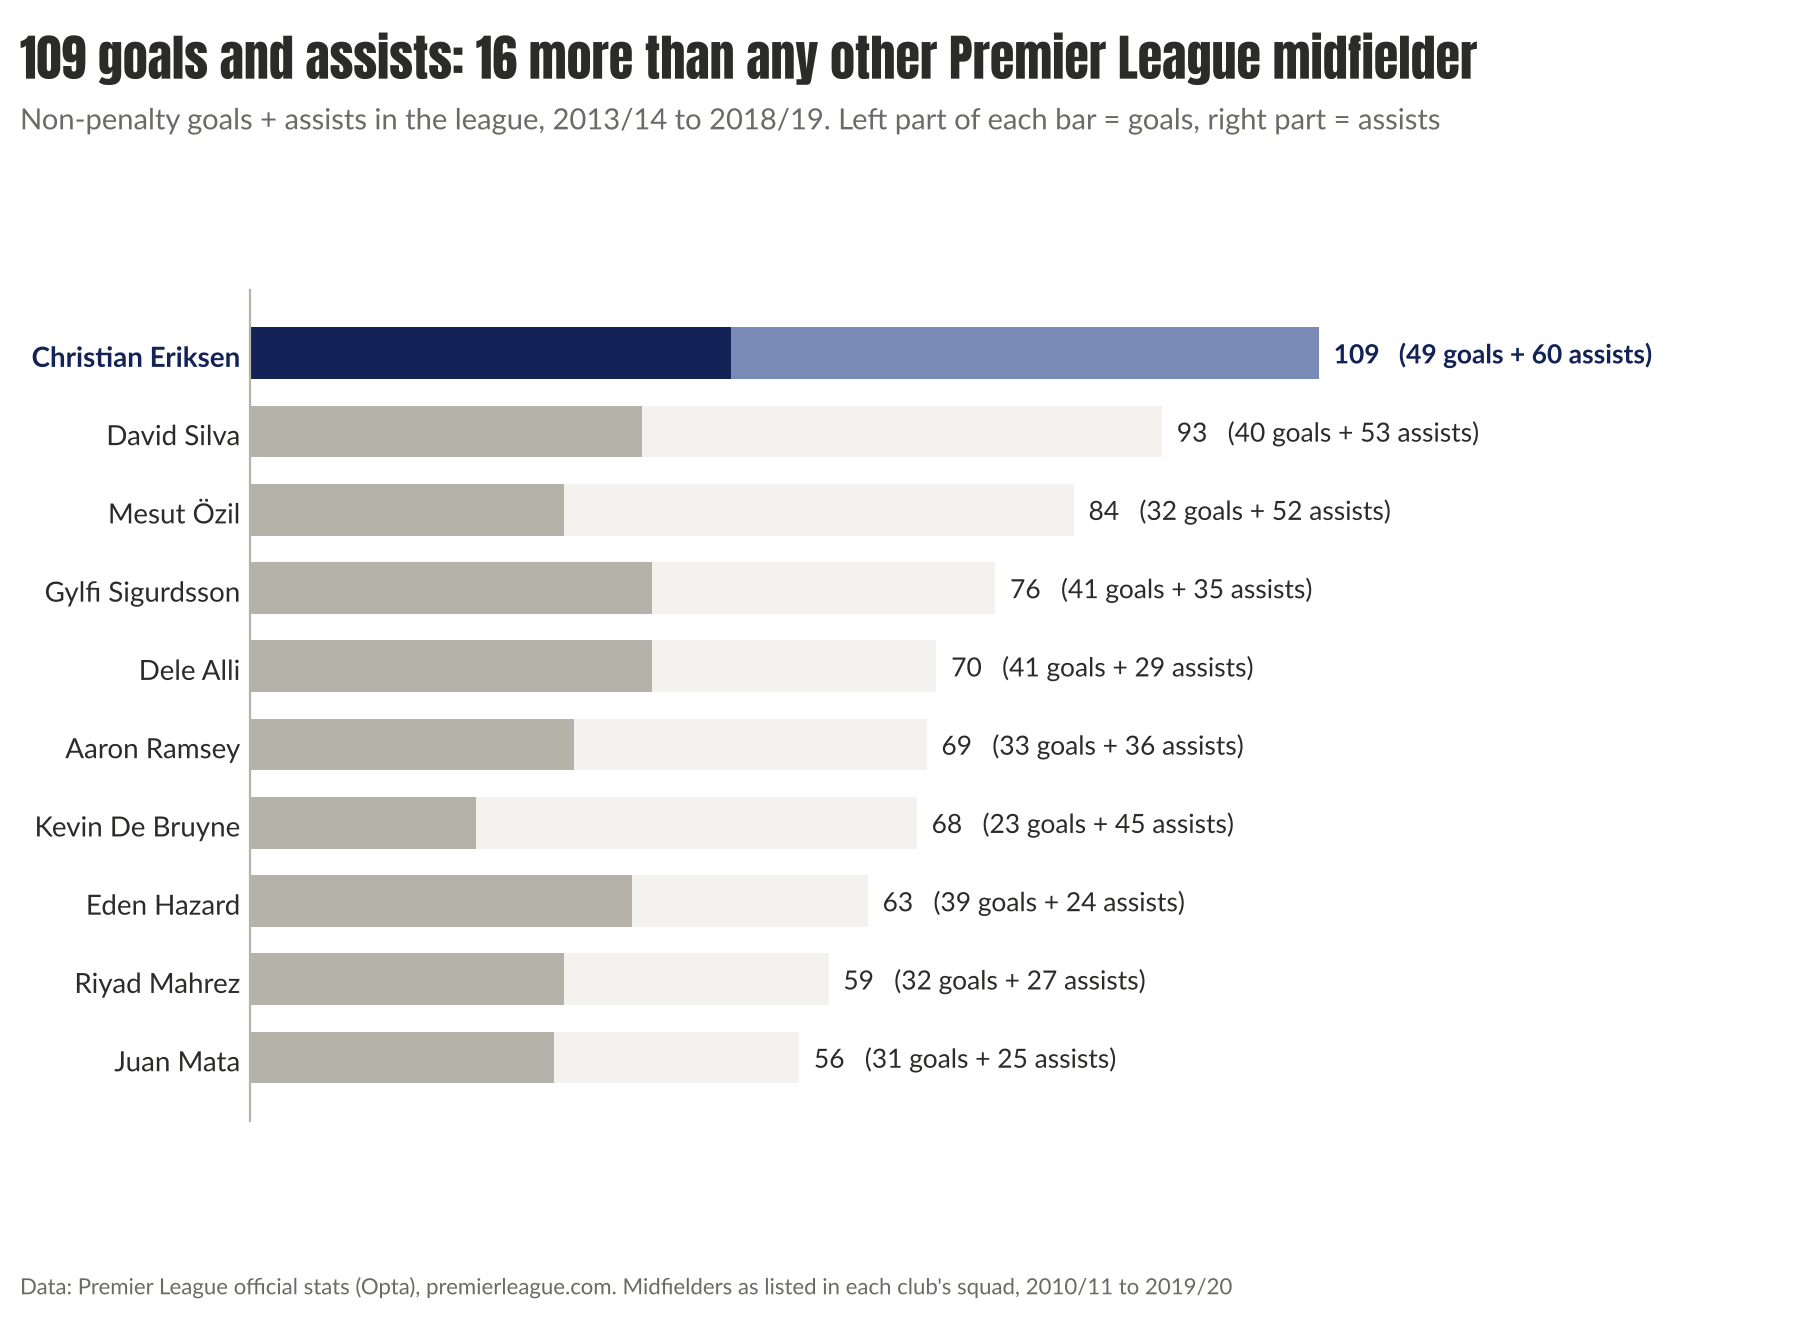 109 goals and assists: 16 more than any other Premier League midfielder
Non-penalty goals + assists in the league, 2013/14 to 2018/19. Left part of each bar = goals, right part = assists
Christian Eriksen 109 (49 goals + 60 assists)
David Silva 93 (40 goals + 53 assists)
Mesut Özil 84 (32 goals + 52 assists)
Gylfi Sigurdsson 76 (41 goals + 35 assists)
Dele Alli 70 (41 goals + 29 assists)
Aaron Ramsey 69 (33 goals + 36 assists)
Kevin De Bruyne 68 (23 goals + 45 assists)
Eden Hazard 63 (39 goals + 24 assists)
Riyad Mahrez 59 (32 goals + 27 assists)
Juan Mata 56 (31 goals + 25 assists)
Data: Premier League official stats (Opta), premierleague.com. Midfielders as listed in each club's squad, 2010/11 to 2019/20